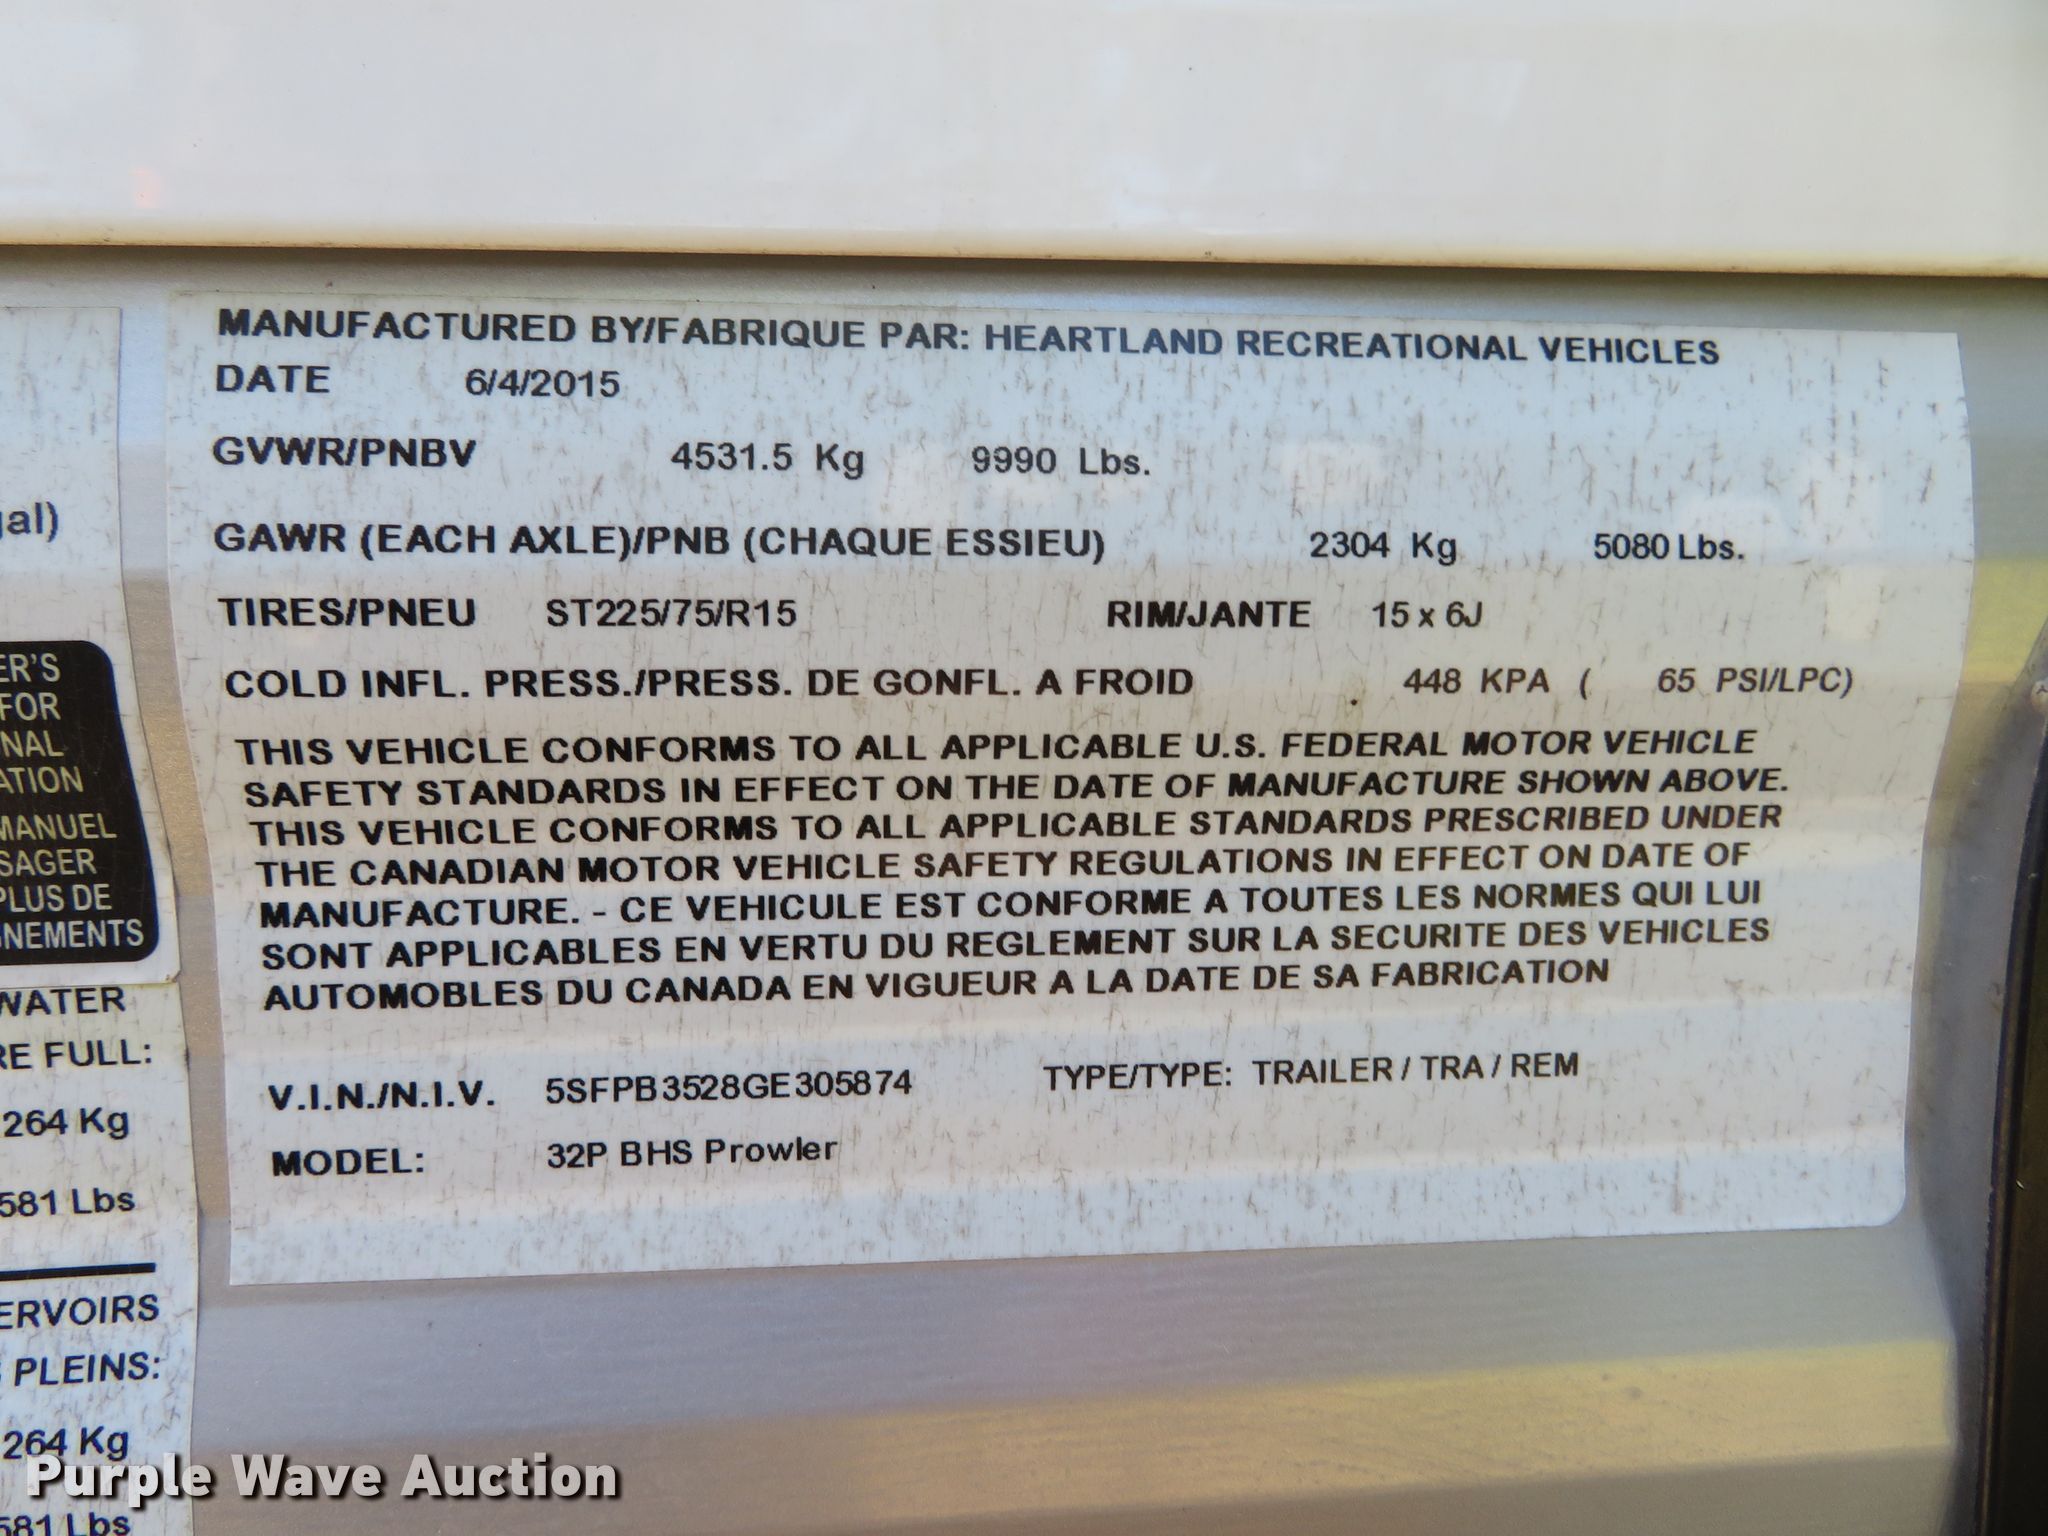 MANUFACTURED BY/FABRIQUE PAR: HEARTLAND RECREATIONAL VEHICLES
DATE 6/4/2015
GVWR/PNBV 4531.5 Kg 9990 Lbs.
GAWR (EACH AXLE)/PNB (CHAQUE ESSIEU) 2304 Kg 5080 Lbs.
TIRES/PNEU ST225/75/R15 RIM/JANTE 15 x 6J
COLD INFL. PRESS./PRESS. DE GONFL. A FROID 448 KPA ( 65 PSI/LPC)
THIS VEHICLE CONFORMS TO ALL APPLICABLE U.S. FEDERAL MOTOR VEHICLE
SAFETY STANDARDS IN EFFECT ON THE DATE OF MANUFACTURE SHOWN ABOVE.
THIS VEHICLE CONFORMS TO ALL APPLICABLE STANDARDS PRESCRIBED UNDER
THE CANADIAN MOTOR VEHICLE SAFETY REGULATIONS IN EFFECT ON DATE OF
MANUFACTURE. - CE VEHICULE EST CONFORME A TOUTES LES NORMES QUI LUI
SONT APPLICABLES EN VERTU DU REGLEMENT SUR LA SECURITE DES VEHICLES
AUTOMOBLES DU CANADA EN VIGUEUR A LA DATE DE SA FABRICATION
V.I.N./N.I.V. 5SFPB3528GE305874 TYPE/TYPE: TRAILER / TRA / REM
MODEL: 32P BHS Prowler
gal)
ER'S
FOR
NAL
ATION
MANUEL
SAGER
PLUS DE
GNEMENTS
WATER
RE FULL:
264 Kg
581 Lbs
ERVOIRS
PLEINS:
264 Kg
581 Lbs
Purple Wave Auction